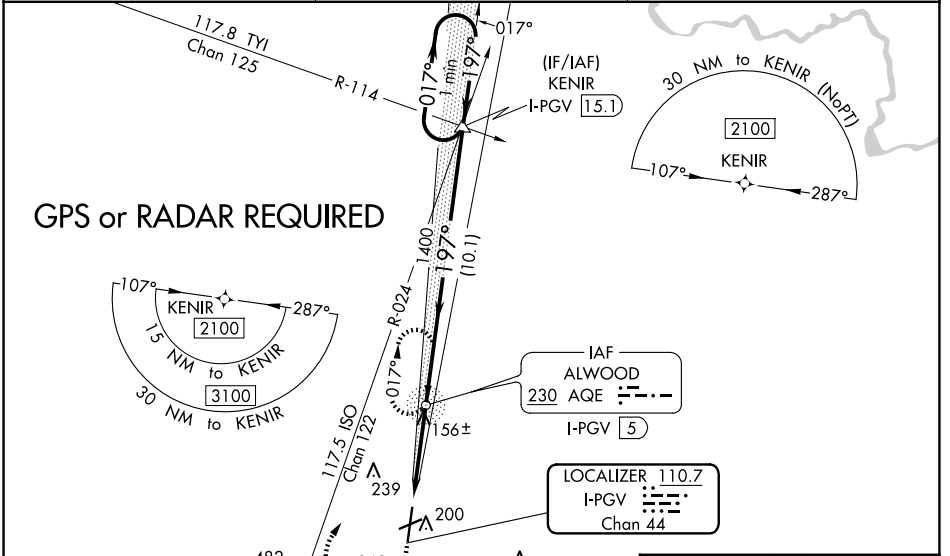 117.8 TYI
Chan 125
R-114
017°
1 min
197°
017°
(IF/IAF)
KENIR
I-PGV 15.1
30 NM to KENIR (NoPT)
2100
KENIR
107°
287°
GPS or RADAR REQUIRED
107°
KENIR
287°
2100
15 NM to KENIR
3100
30 NM to KENIR
1400
197°
(10.1)
R-024
017°
117.5 ISO
Chan 122
IAF
ALWOOD
230 AQE
I-PGV 5
156±
239
200
LOCALIZER 110.7
I-PGV
Chan 44